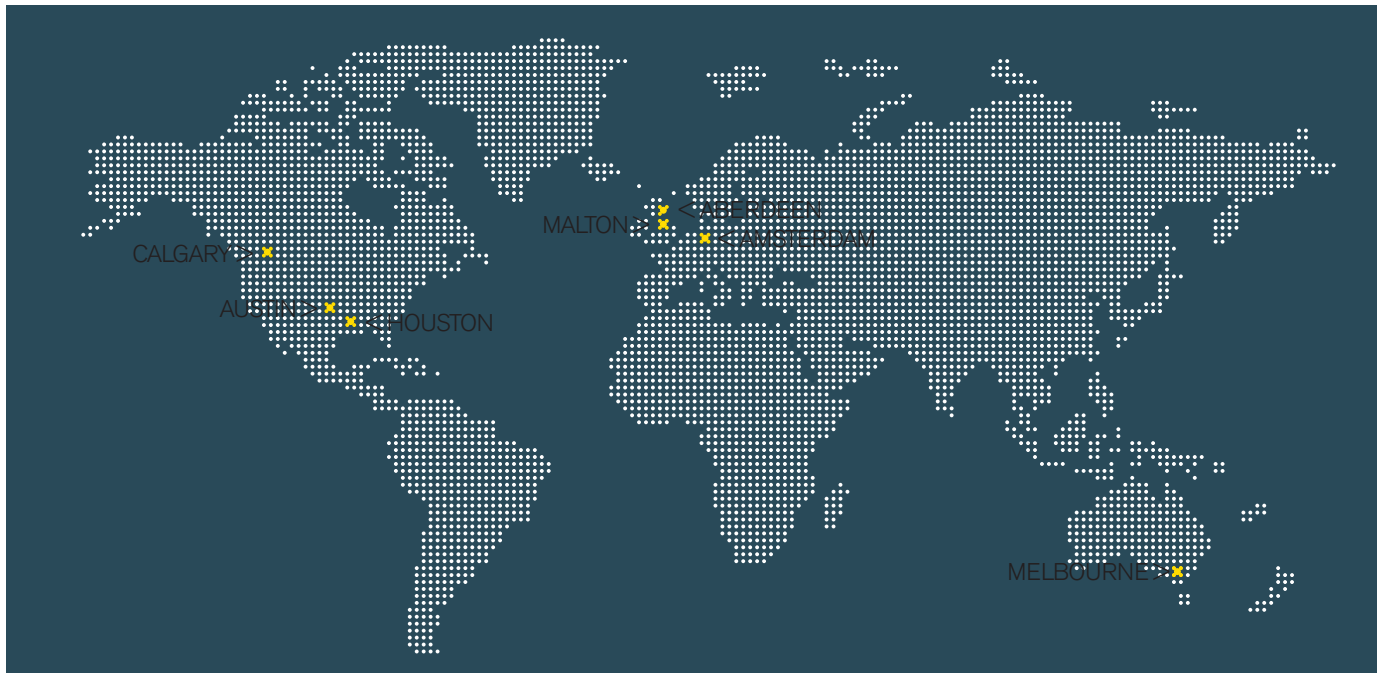 < ABERDEEN
MALTON >
< AMSTERDAM
CALGARY >
AUSTIN >
< HOUSTON
MELBOURNE >